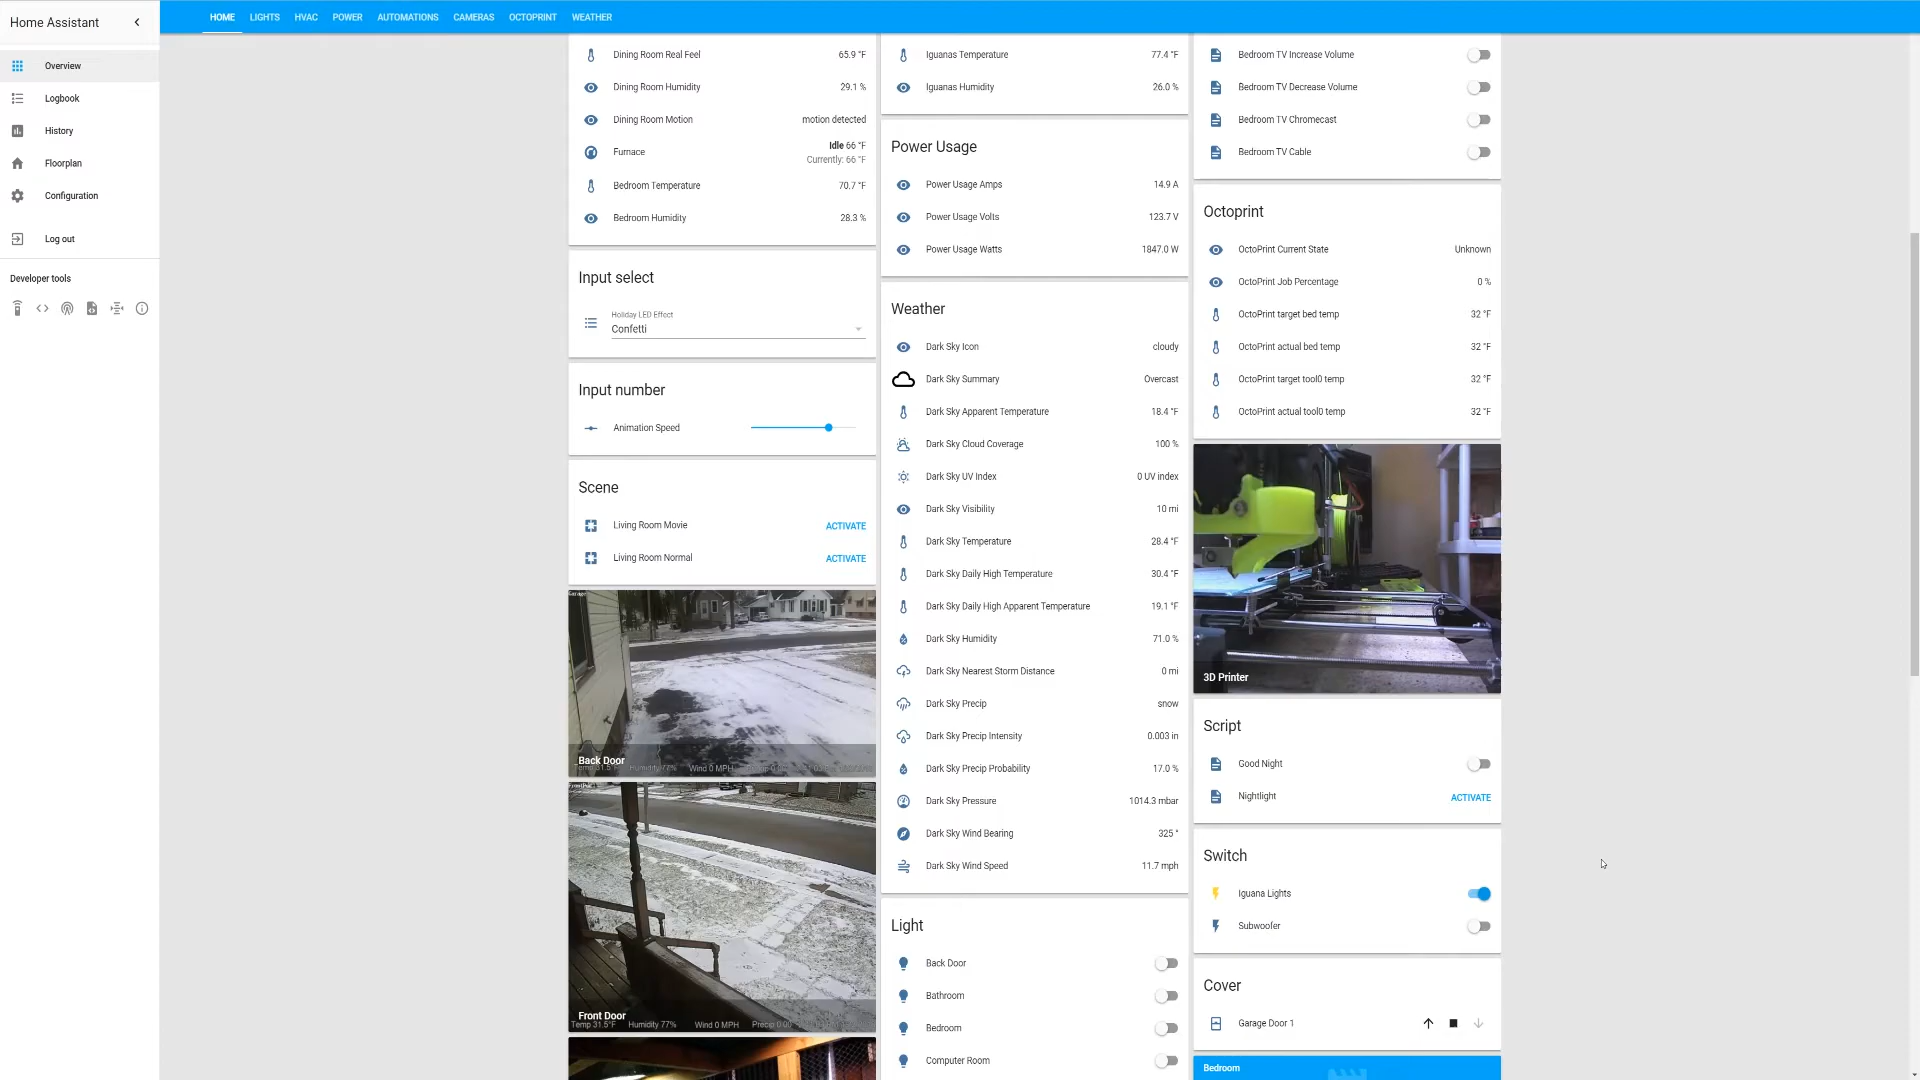 Home Assistant
HOME LIGHTS HVAC POWER AUTOMATIONS CAMERAS OCTOPRINT WEATHER
Overview
Logbook
History
Floorplan
Configuration
Log out
Developer tools
Dining Room Real Feel 65.9 °F
Dining Room Humidity 29.1 %
Dining Room Motion motion detected
Furnace Idle 66 °F
Currently: 66 °F
Bedroom Temperature 70.7 °F
Bedroom Humidity 28.3 %
Input select
Holiday LED Effect
Confetti
Input number
Animation Speed
Scene
Living Room Movie ACTIVATE
Living Room Normal ACTIVATE
Back Door
Humidity 77% Wind 0 MPH
Front Door
Temp 31.5°F Humidity 77% Wind 0 MPH Precip 0.00
Iguanas Temperature 77.4 °F
Iguanas Humidity 26.0 %
Power Usage
Power Usage Amps 14.9 A
Power Usage Volts 123.7 V
Power Usage Watts 1847.0 W
Weather
Dark Sky Icon cloudy
Dark Sky Summary Overcast
Dark Sky Apparent Temperature 18.4 °F
Dark Sky Cloud Coverage 100 %
Dark Sky UV Index 0 UV index
Dark Sky Visibility 10 mi
Dark Sky Temperature 28.4 °F
Dark Sky Daily High Temperature 30.4 °F
Dark Sky Daily High Apparent Temperature 19.1 °F
Dark Sky Humidity 71.0 %
Dark Sky Nearest Storm Distance 0 mi
Dark Sky Precip snow
Dark Sky Precip Intensity 0.003 in
Dark Sky Precip Probability 17.0 %
Dark Sky Pressure 1014.3 mbar
Dark Sky Wind Bearing 325 °
Dark Sky Wind Speed 11.7 mph
Light
Back Door
Bathroom
Bedroom
Computer Room
Bedroom TV Increase Volume
Bedroom TV Decrease Volume
Bedroom TV Chromecast
Bedroom TV Cable
Octoprint
OctoPrint Current State Unknown
OctoPrint Job Percentage 0 %
OctoPrint target bed temp 32 °F
OctoPrint actual bed temp 32 °F
OctoPrint target tool0 temp 32 °F
OctoPrint actual tool0 temp 32 °F
3D Printer
Script
Good Night
Nightlight ACTIVATE
Switch
Iguana Lights
Subwoofer
Cover
Garage Door 1
Bedroom